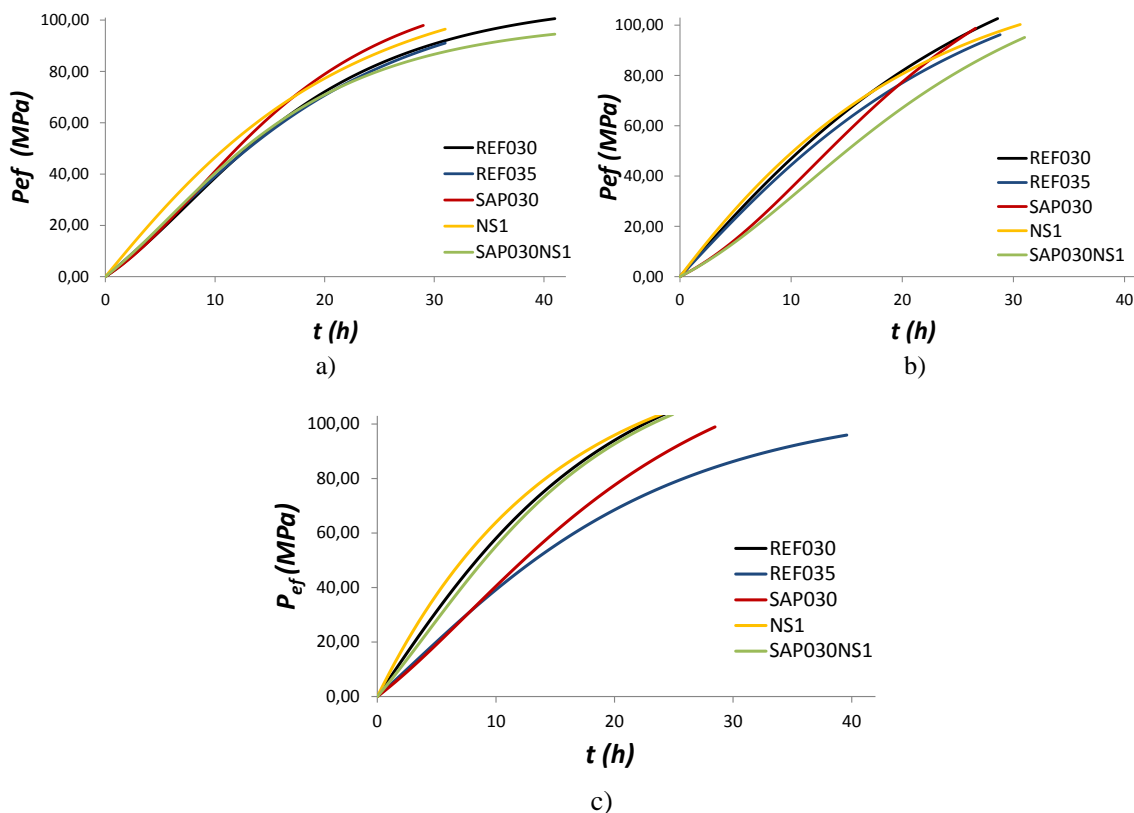 100,00
80,00
60,00
40,00
20,00
0,00
Pef (MPa)
0 10 20 30 40
t (h)
REF030
REF035
SAP030
NS1
SAP030NS1
a)
100,00
80,00
60,00
40,00
20,00
0,00
Pef (MPa)
0 10 20 30 40
t (h)
REF030
REF035
SAP030
NS1
SAP030NS1
b)
100,00
80,00
60,00
40,00
20,00
0,00
Pef (MPa)
0 10 20 30 40
t (h)
REF030
REF035
SAP030
NS1
SAP030NS1
c)